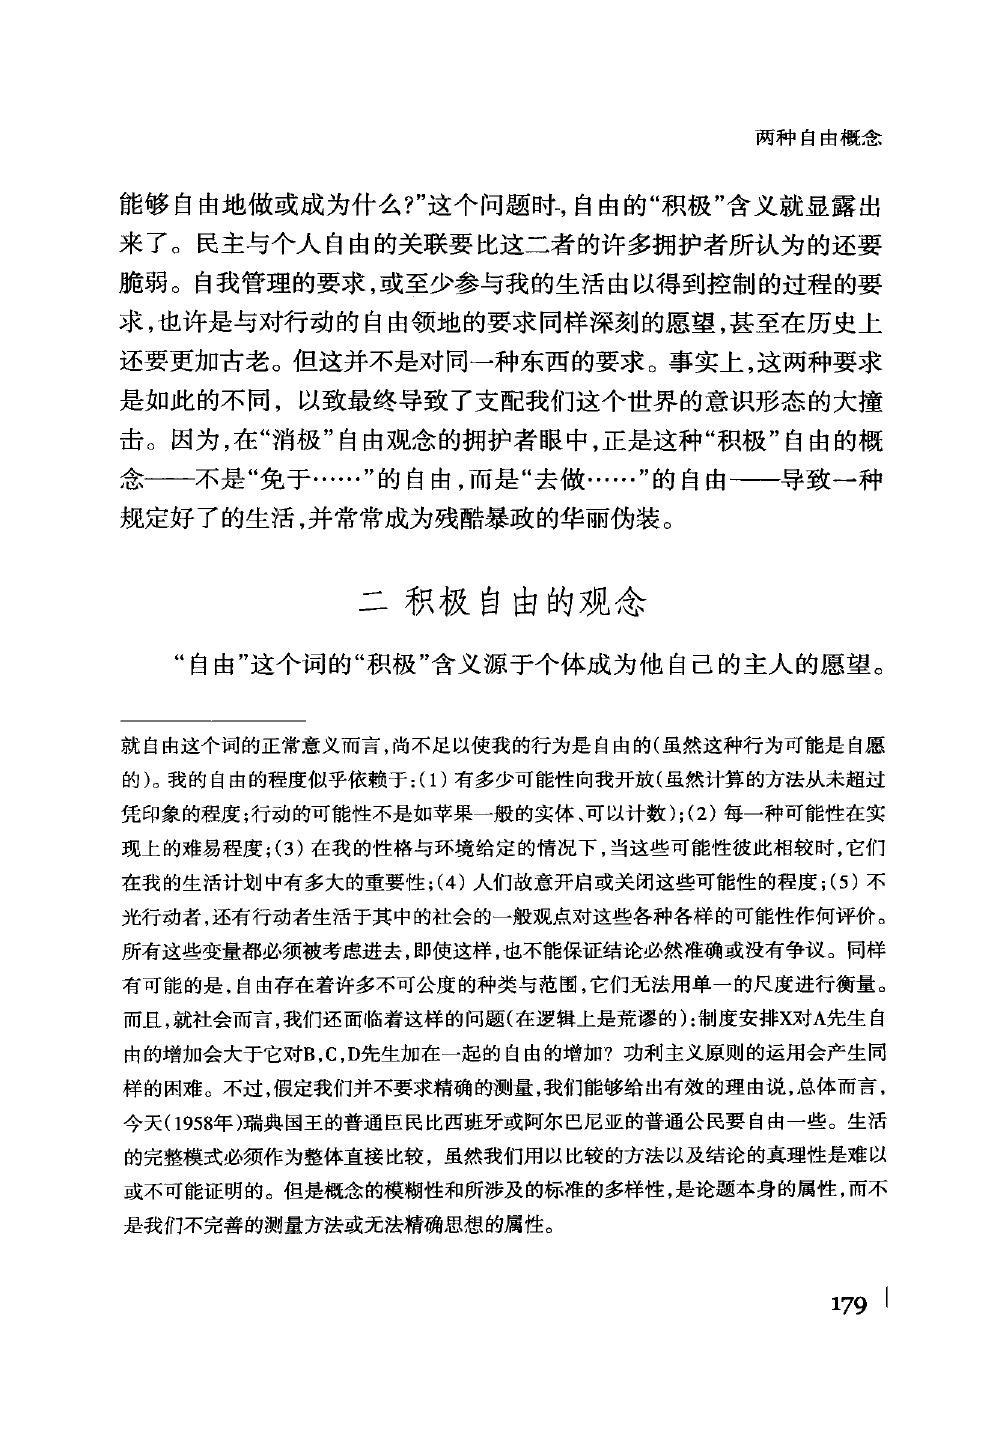 两种自由概念
能够自由地做或成为什么?”这个问题时,自由的“积极”含义就显露出
来了。民主与个人自由的关联要比这二者的许多拥护者所认为的还要
脆弱。自我管理的要求,或至少参与我的生活由以得到控制的过程的要
求,也许是与对行动的自由领地的要求同样深刻的愿望,甚至在历史上
还要更加古老。但这并不是对同一种东西的要求。事实上,这两种要求
是如此的不同,以致最终导致了支配我们这个世界的意识形态的大撞
击。因为,在“消极”自由观念的拥护者眼中,正是这种“积极”自由的概
念——不是“免于……”的自由,而是“去做……”的自由——导致一种
规定好了的生活,并常常成为残酷暴政的华丽伪装。
二 积极自由的观念
“自由”这个词的“积极”含义源于个体成为他自己的主人的愿望。
就自由这个词的正常意义而言,尚不足以使我的行为是自由的(虽然这种行为可能是自愿
的)。我的自由的程度似乎依赖于:(1)有多少可能性向我开放(虽然计算的方法从未超过
凭印象的程度;行动的可能性不是如苹果一般的实体、可以计数);(2)每一种可能性在实
现上的难易程度;(3)在我的性格与环境给定的情况下,当这些可能性彼此相较时,它们
在我的生活计划中有多大的重要性;(4)人们故意开启或关闭这些可能性的程度;(5)不
光行动者,还有行动者生活于其中的社会的一般观点对这些各种各样的可能性作何评价。
所有这些变量都必须被考虑进去,即使这样,也不能保证结论必然准确或没有争议。同样
有可能的是,自由存在着许多不可公度的种类与范围,它们无法用单一的尺度进行衡量。
而且,就社会而言,我们还面临着这样的问题(在逻辑上是荒谬的):制度安排X对A先生自
由的增加会大于它对B,C,D先生加在一起的自由的增加?功利主义原则的运用会产生同
样的困难。不过,假定我们并不要求精确的测量,我们能够给出有效的理由说,总体而言,
今天(1958年)瑞典国王的普通臣民比西班牙或阿尔巴尼亚的普通公民要自由一些。生活
的完整模式必须作为整体直接比较,虽然我们用以比较的方法以及结论的真理性是难以
或不可能证明的。但是概念的模糊性和所涉及的标准的多样性,是论题本身的属性,而不
是我们不完善的测量方法或无法精确思想的属性。
179